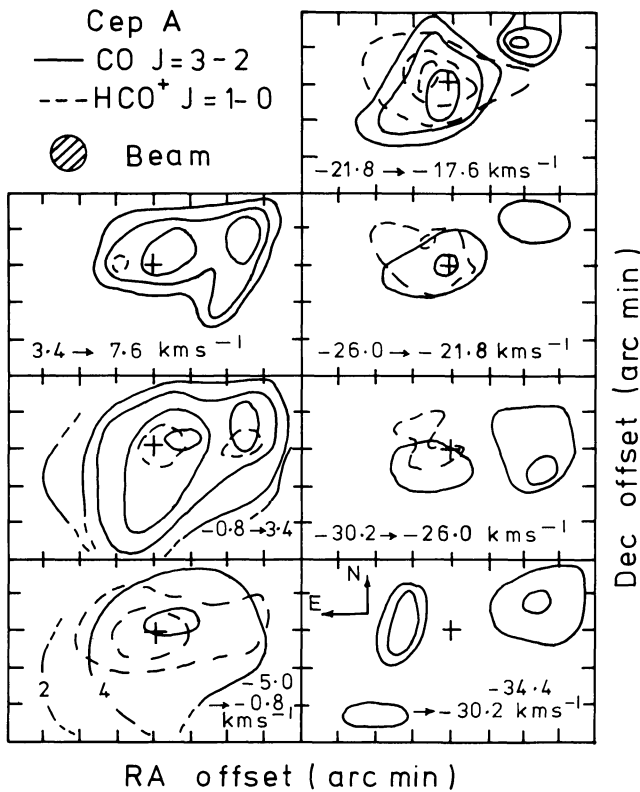 Cep A
CO J=3-2
HCO⁺ J=1-0
Beam
-21·8 → -17·6 kms⁻¹
3·4 → 7·6 kms⁻¹
-26·0 → -21·8 kms⁻¹
-0·8→3·4
-30·2 → -26·0 kms⁻¹
2
4
-5·0
→ -0·8
kms⁻¹
N
E
-34·4
→ -30·2 kms⁻¹
Dec offset (arc min)
RA offset (arc min)